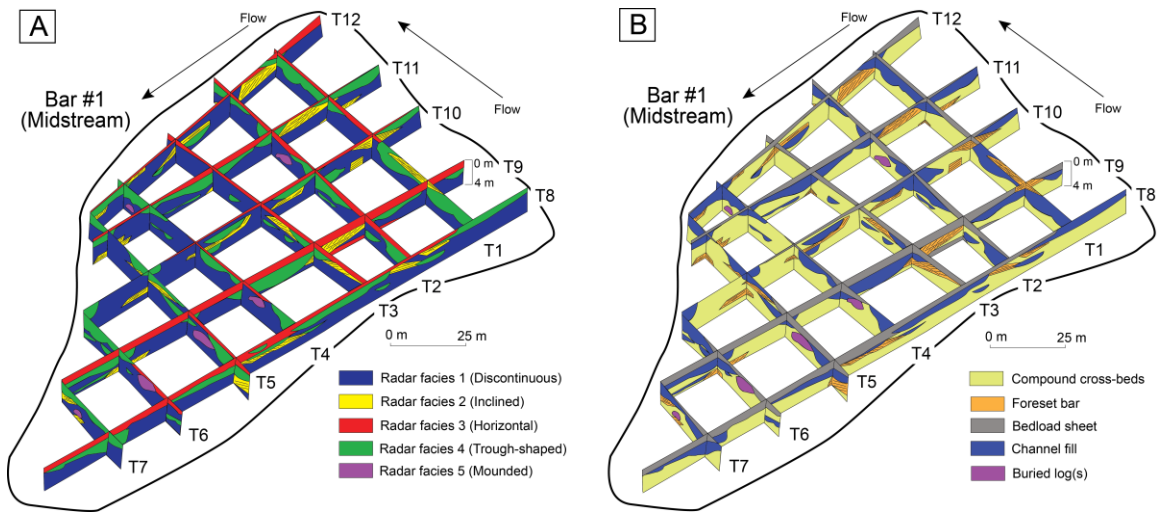 A
Flow
T12
Flow
T11
Bar #1
(Midstream)
T10
T9
0 m
4 m
T8
T1
T2
T3
T4
T5
T6
T7
0 m 25 m
Radar facies 1 (Discontinuous)
Radar facies 2 (Inclined)
Radar facies 3 (Horizontal)
Radar facies 4 (Trough-shaped)
Radar facies 5 (Mounded)
B
Flow
T12
Flow
T11
Bar #1
(Midstream)
T10
T9
0 m
4 m
T8
T1
T2
T3
T4
T5
T6
T7
0 m 25 m
Compound cross-beds
Foreset bar
Bedload sheet
Channel fill
Buried log(s)